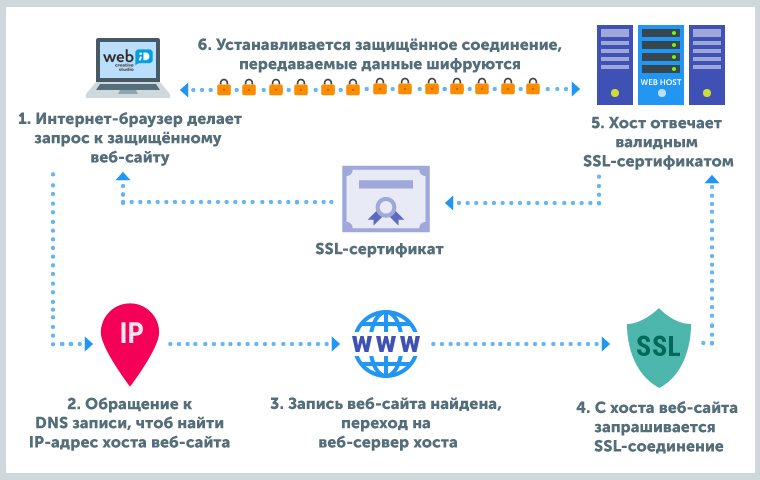 web iD
creative
studio
6. Устанавливается защищённое соединение,
передаваемые данные шифруются
WEB HOST
1. Интернет-браузер делает
запрос к защищённому
веб-сайту
5. Хост отвечает
валидным
SSL-сертификатом
SSL-сертификат
IP
WWW
SSL
2. Обращение к
DNS записи, чтоб найти
IP-адрес хоста веб-сайта
3. Запись веб-сайта найдена,
переход на
веб-сервер хоста
4. С хоста веб-сайта
запрашивается
SSL-соединение